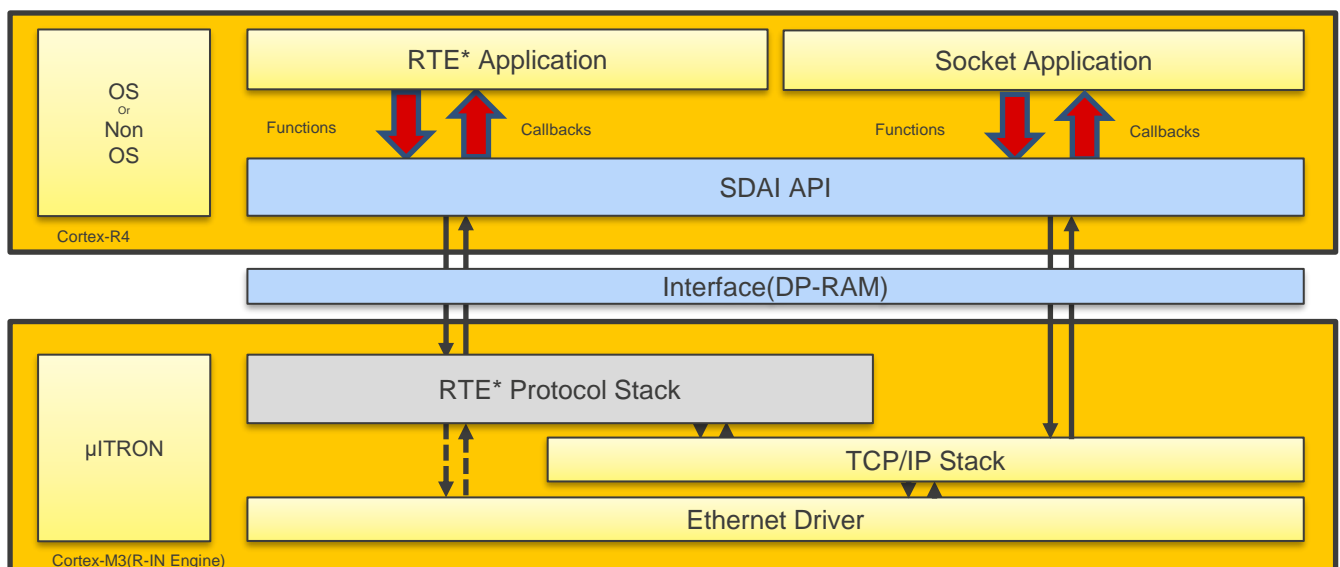 OS
Or
Non
OS
RTE* Application
Socket Application
Functions
Callbacks
Functions
Callbacks
SDAI API
Cortex-R4
Interface(DP-RAM)
RTE* Protocol Stack
µITRON
TCP/IP Stack
Ethernet Driver
Cortex-M3(R-IN Engine)